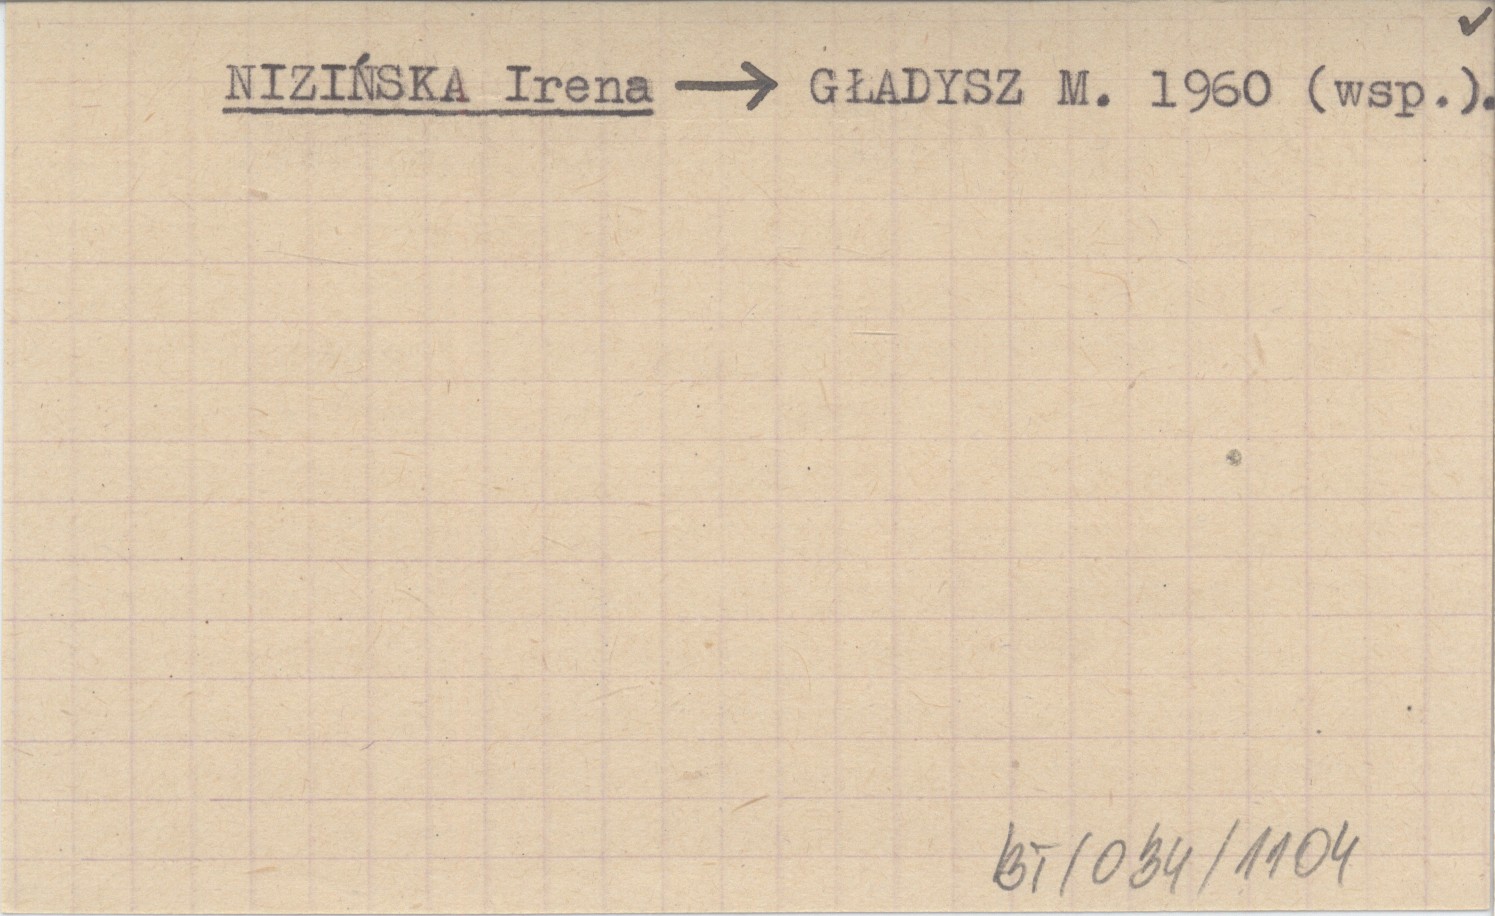 NIZIŃSKA Irena → GŁADYSZ M. 1960 (wsp.).
BT/034/1104